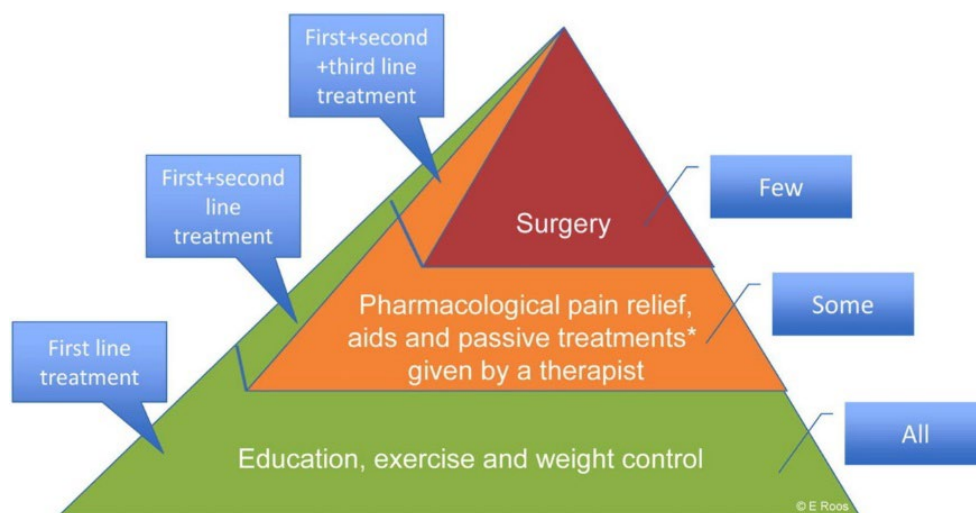 First+second
+third line
treatment
First+second
line
treatment
First line
treatment
Surgery
Pharmacological pain relief,
aids and passive treatments*
given by a therapist
Education, exercise and weight control
Few
Some
All
© E Roos